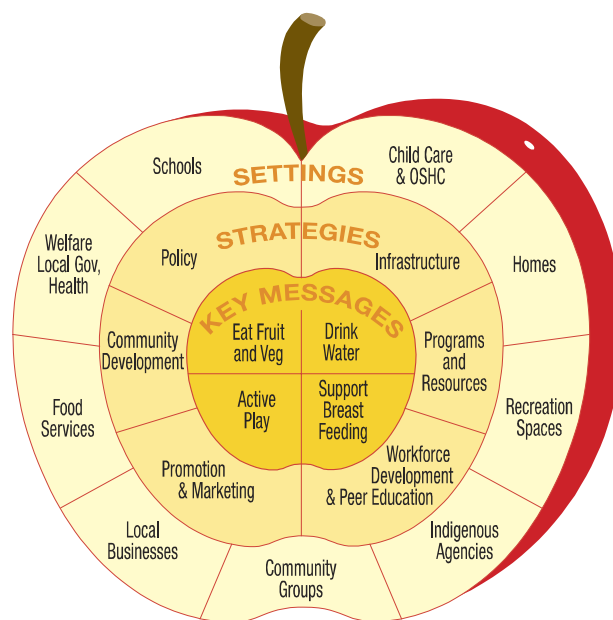 SETTINGS
Schools
Child Care
& OSHC
Welfare
Local Gov,
Health
Homes
Food
Services
Recreation
Spaces
Local
Businesses
Indigenous
Agencies
Community
Groups
STRATEGIES
Policy
Infrastructure
Community
Development
Programs
and
Resources
Promotion
& Marketing
Workforce
Development
& Peer Education
KEY MESSAGES
Eat Fruit
and Veg
Drink
Water
Active
Play
Support
Breast
Feeding